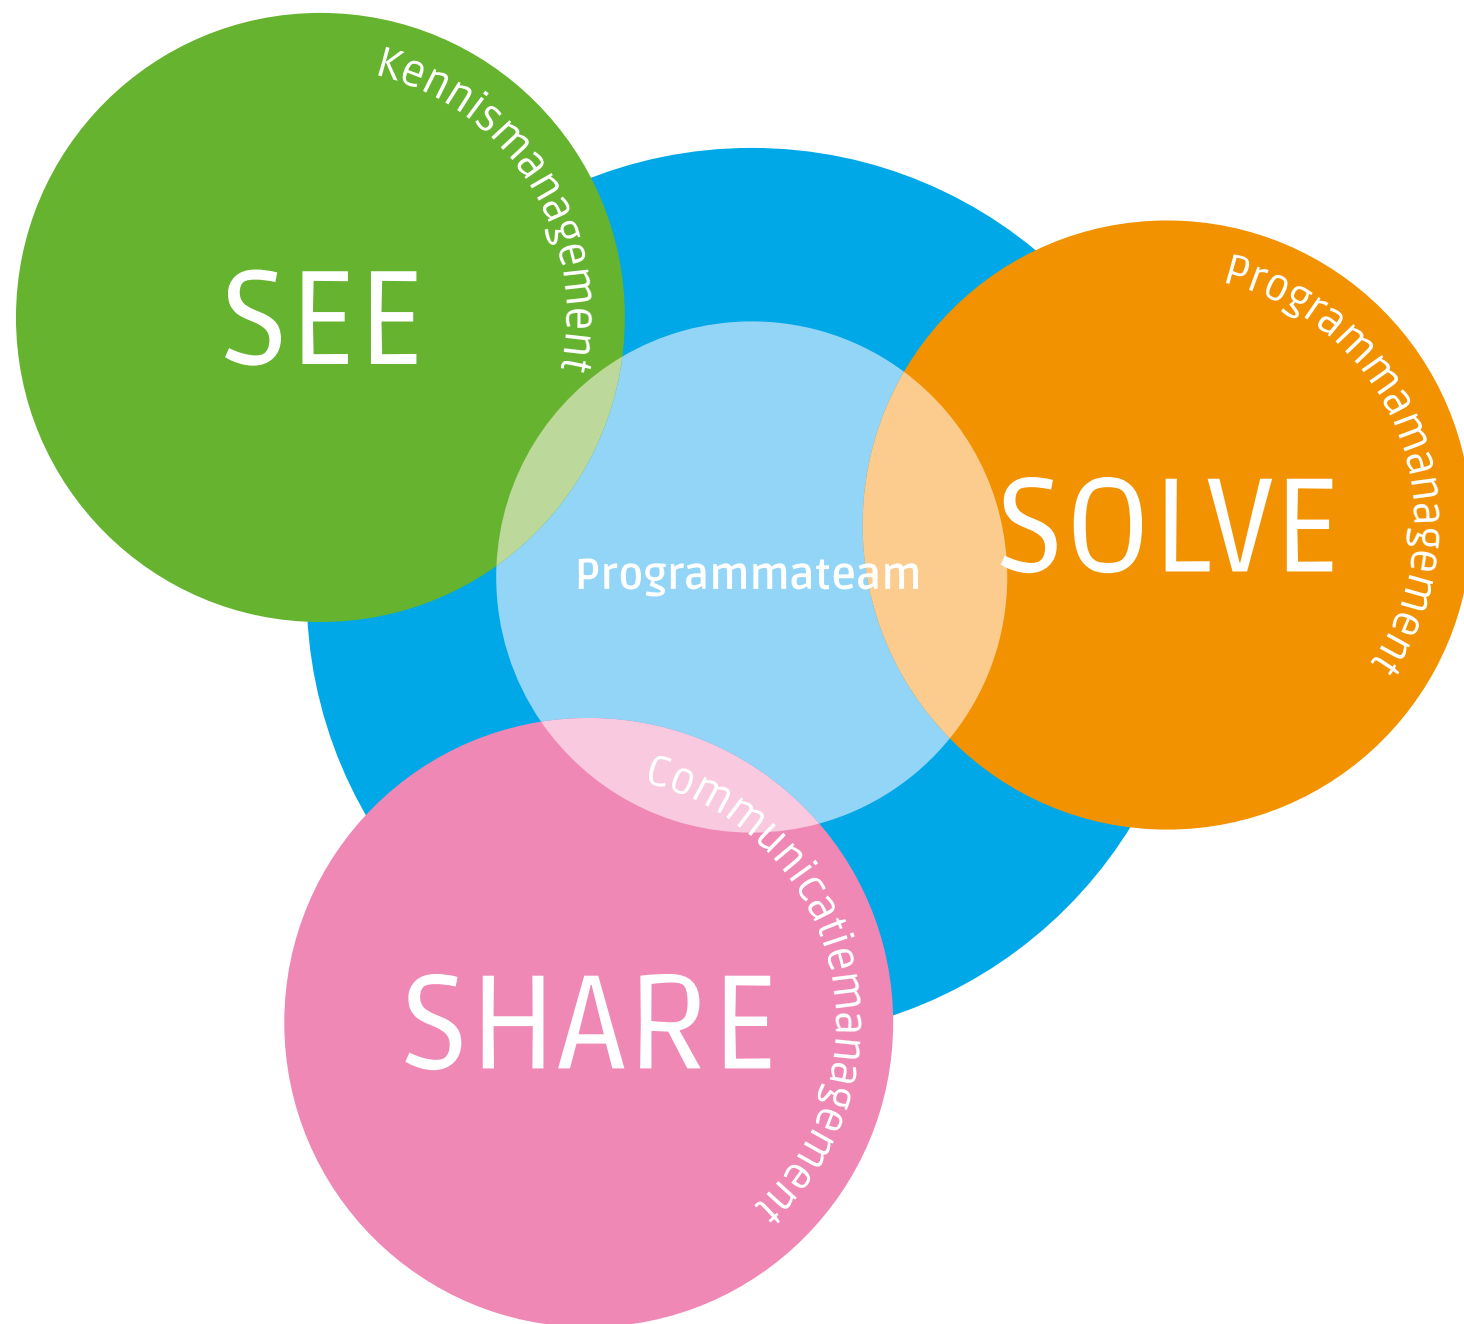 Kennismanagement
SEE
Programmamanagement
SOLVE
Programmateam
Communicatiemanagement
SHARE